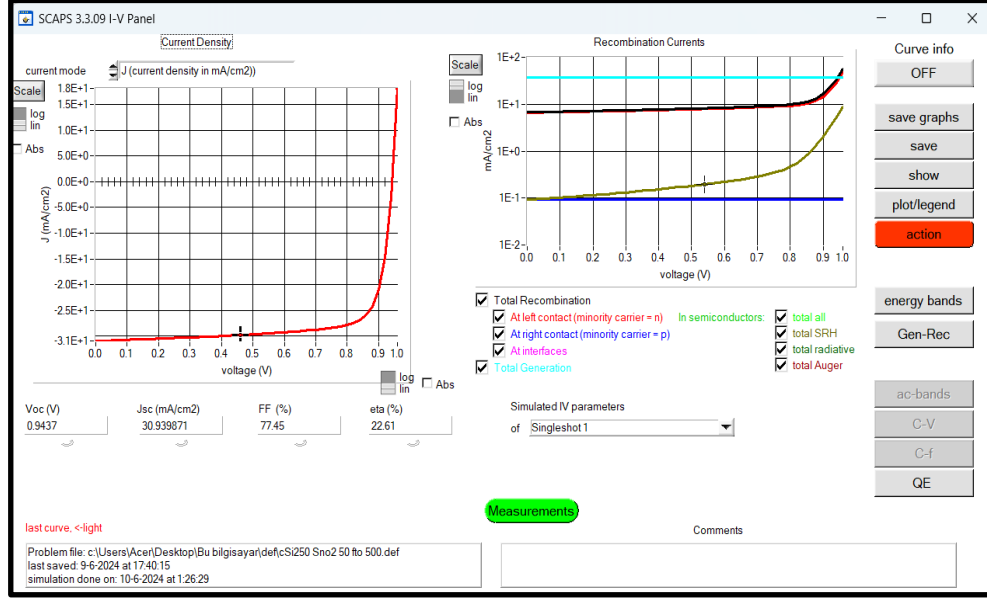 SCAPS 3.3.09 I-V Panel
Current Density
current mode
J (current density in mA/cm2))
Scale
log
lin
Abs
J (mA/cm2)
1.8E+1
1.5E+1
1.0E+1
5.0E+0
0.0E+0
-5.0E+0
-1.0E+1
-1.5E+1
-2.0E+1
-2.5E+1
-3.1E+1
0.0 0.1 0.2 0.3 0.4 0.5 0.6 0.7 0.8 0.9 1.0
voltage (V)
log
lin
Abs
Recombination Currents
Scale
log
lin
Abs
mA/cm2
1E+2
1E+1
1E+0
1E-1
1E-2
0.0 0.1 0.2 0.3 0.4 0.5 0.6 0.7 0.8 0.9 1.0
voltage (V)
Total Recombination
At left contact (minority carrier = n) In semiconductors: total all
At right contact (minority carrier = p) total SRH
At interfaces total radiative
Total Generation total Auger
Voc (V) Jsc (mA/cm2) FF (%) eta (%)
0.9437 30.939871 77.45 22.61
Simulated IV parameters
of Singleshot 1
Curve info
OFF
save graphs
save
show
plot/legend
action
energy bands
Gen-Rec
ac-bands
C-V
C-f
QE
Measurements
last curve, <-light
Comments
Problem file: c:\Users\Acer\Desktop\Bu bilgisayar\def\cSi250 Sno2 50 fto 500.def
last saved: 9-6-2024 at 17:40:15
simulation done on: 10-6-2024 at 1:26:29